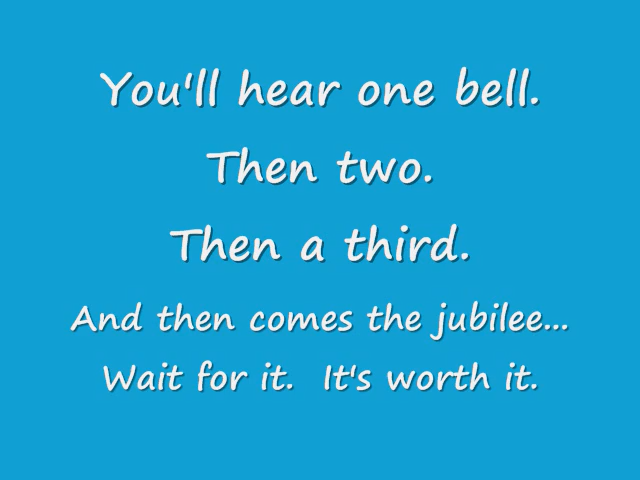 You'll hear one bell.
Then two.
Then a third.
And then comes the jubilee...
Wait for it.  It's worth it.